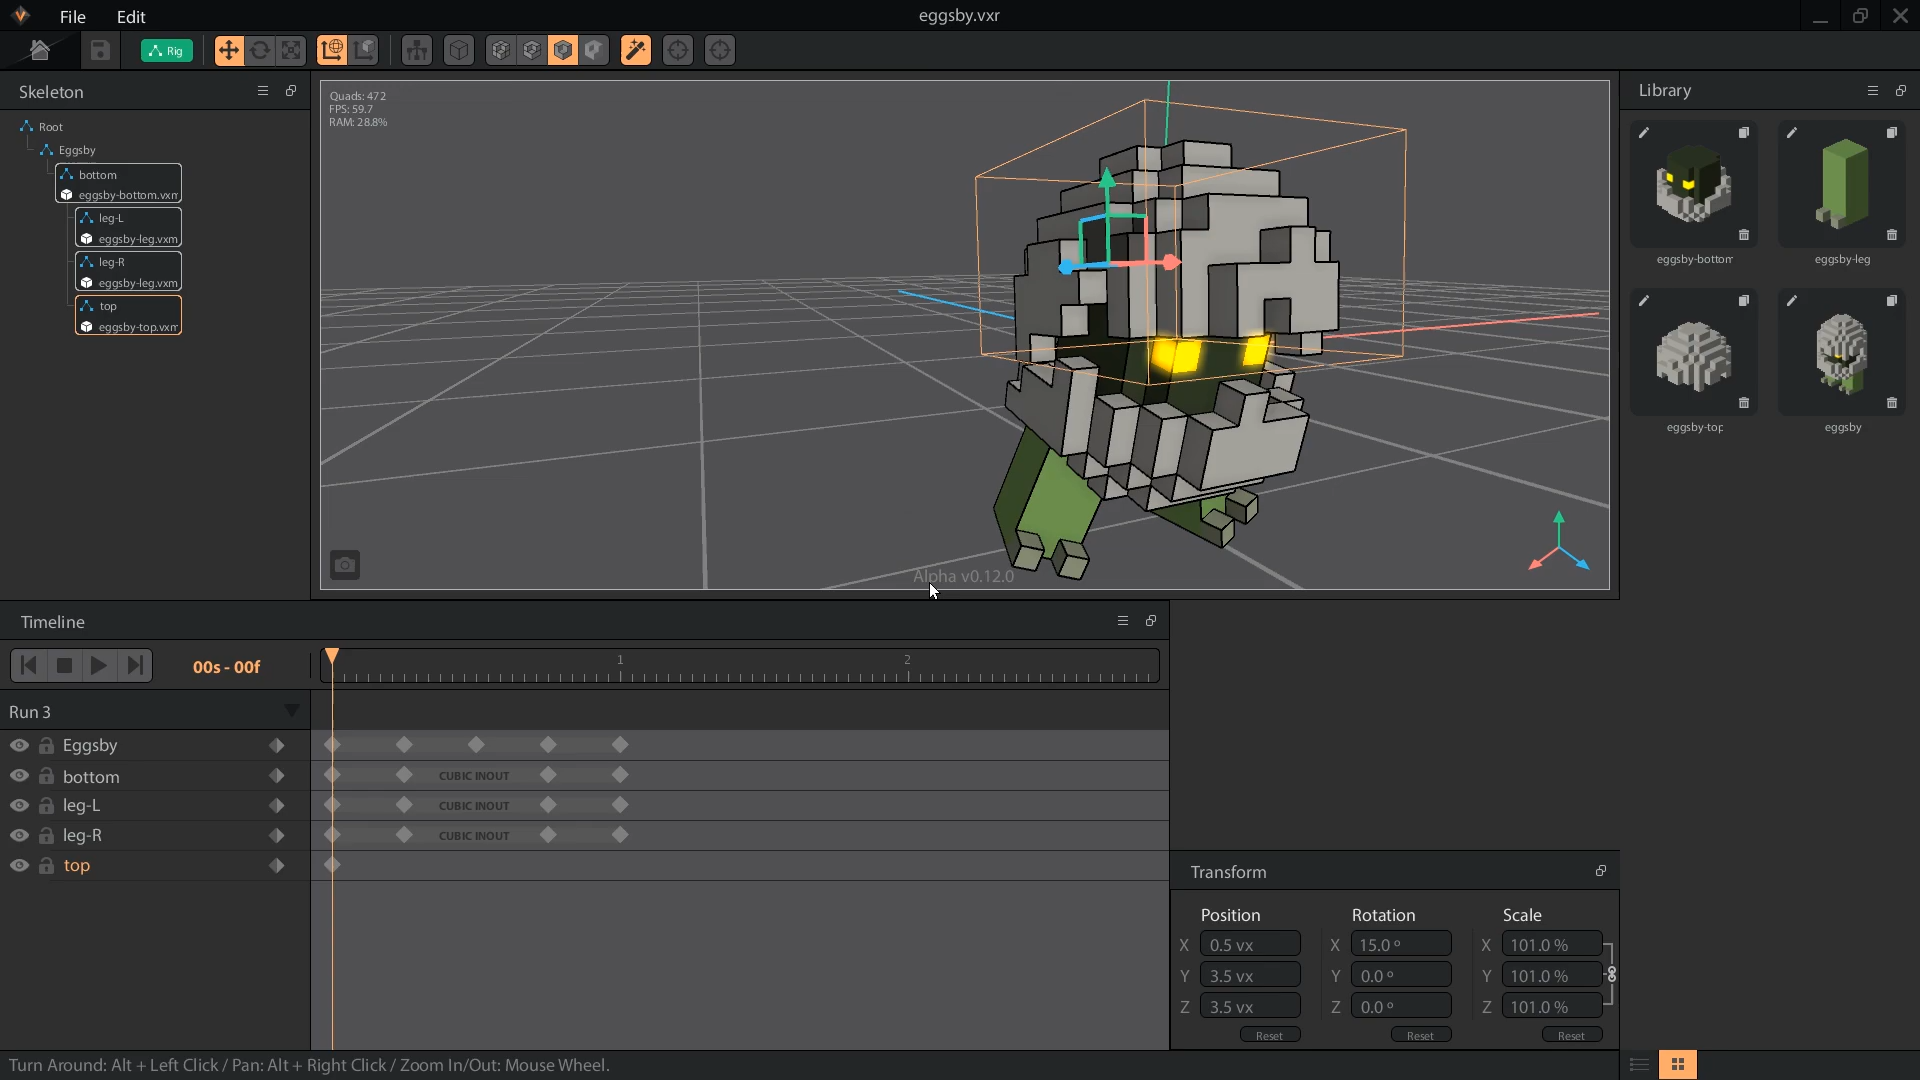 File Edit
eggsby.vxr
Rig
Skeleton
Root
Eggsby
bottom
eggsby-bottom.vxm
leg-L
eggsby-leg.vxm
leg-R
eggsby-leg.vxm
top
eggsby-top.vxm
Quads: 472
FPS: 59.7
RAM: 28.8%
Alpha v0.12.0
Library
eggsby-bottom
eggsby-leg
eggsby-top
eggsby
Timeline
00s - 00f
1 2
Run 3
Eggsby
bottom CUBIC INOUT
leg-L CUBIC INOUT
leg-R CUBIC INOUT
top
Transform
Position Rotation Scale
X 0.5 vx X 15.0 º X 101.0 %
Y 3.5 vx Y 0.0 º Y 101.0 %
Z 3.5 vx Z 0.0 º Z 101.0 %
Reset Reset Reset
Turn Around: Alt + Left Click / Pan: Alt + Right Click / Zoom In/Out: Mouse Wheel.